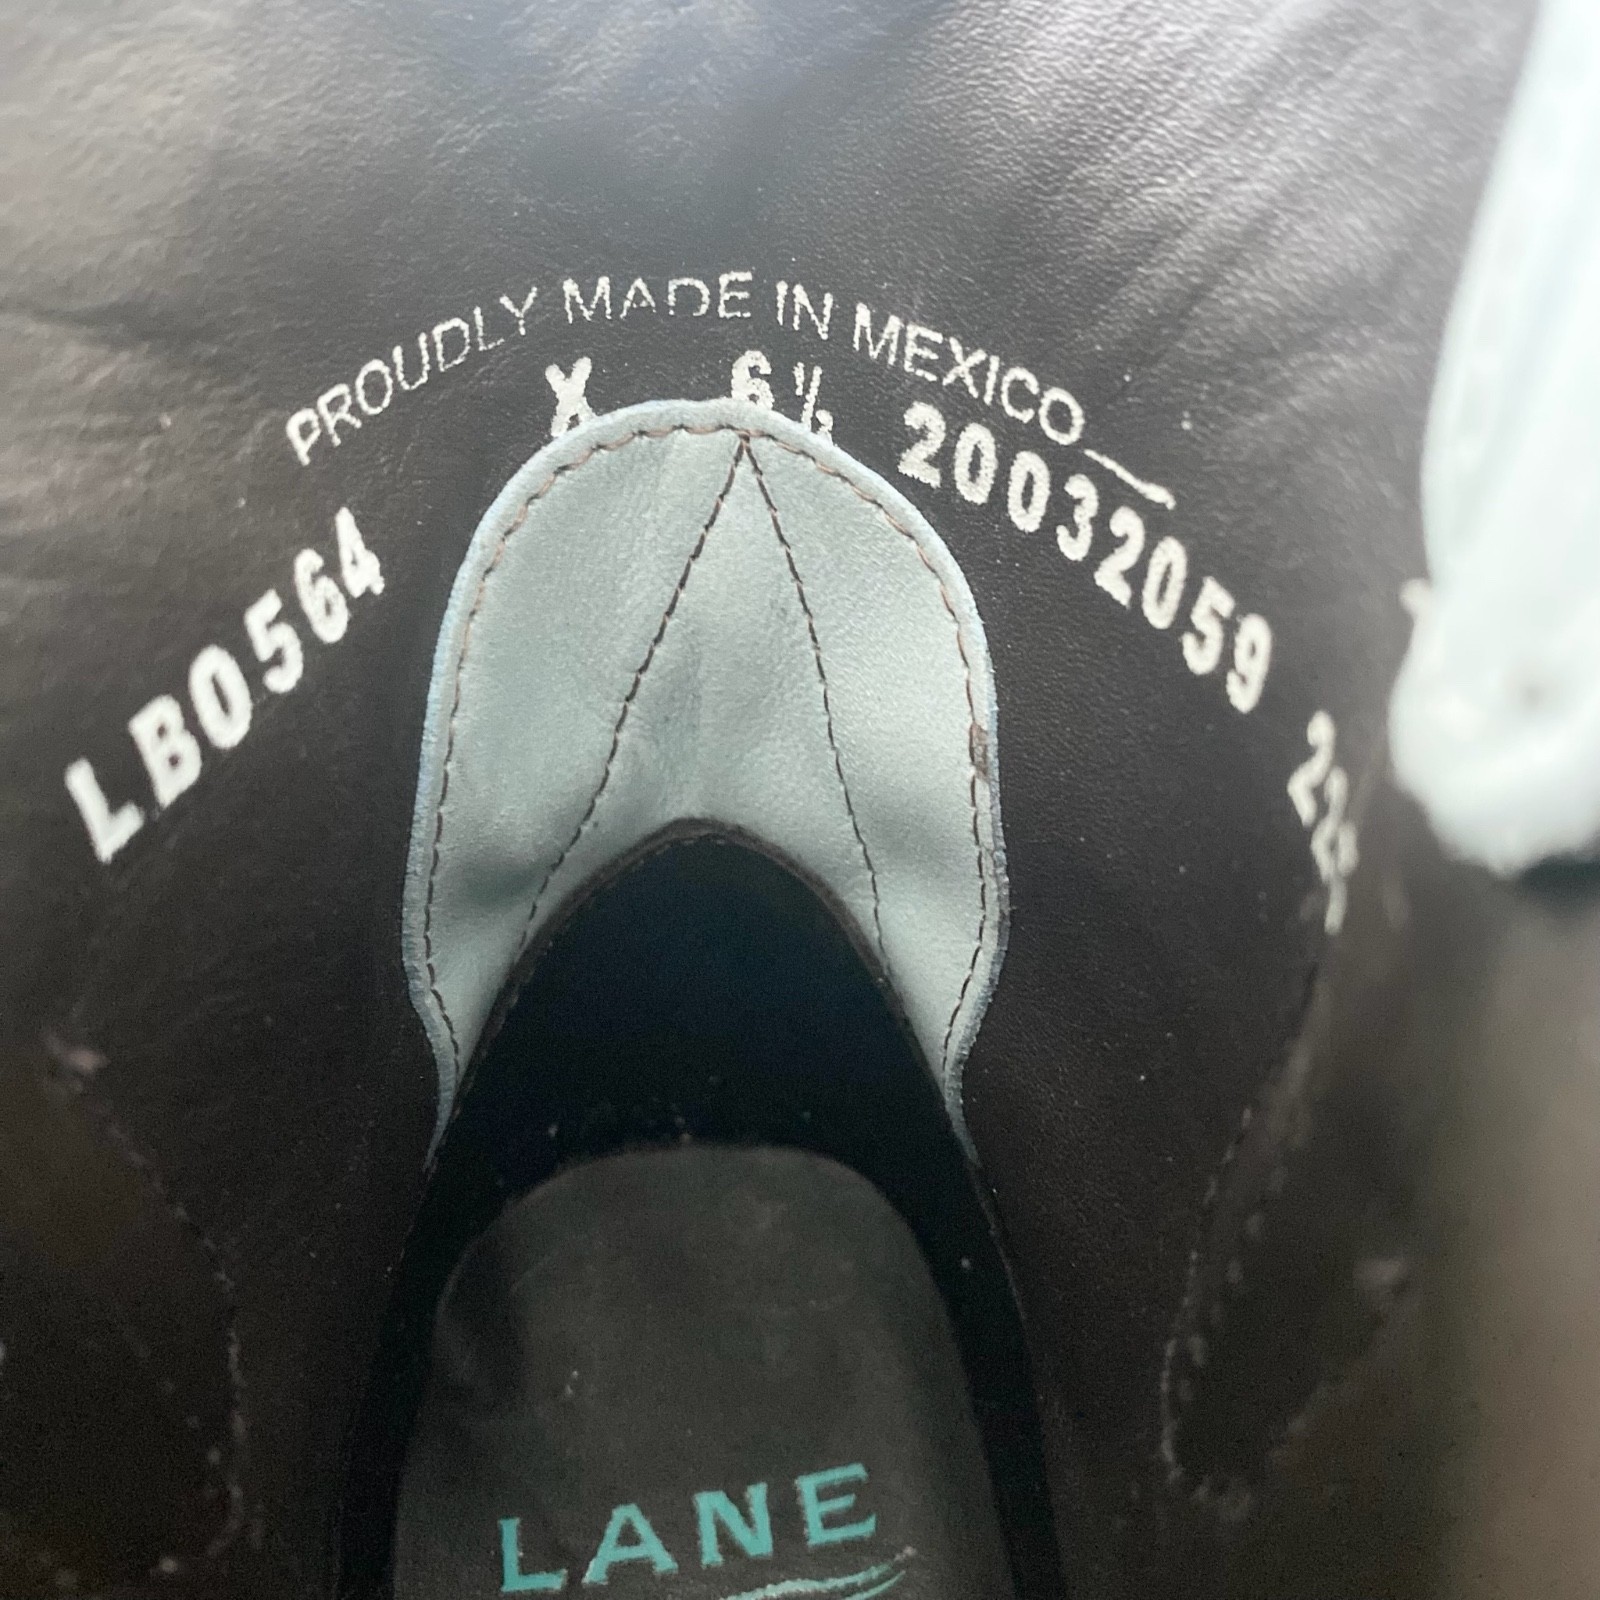 PROUDLY MADE IN MEXICO
X 6½
LB0564
20032059
LANE